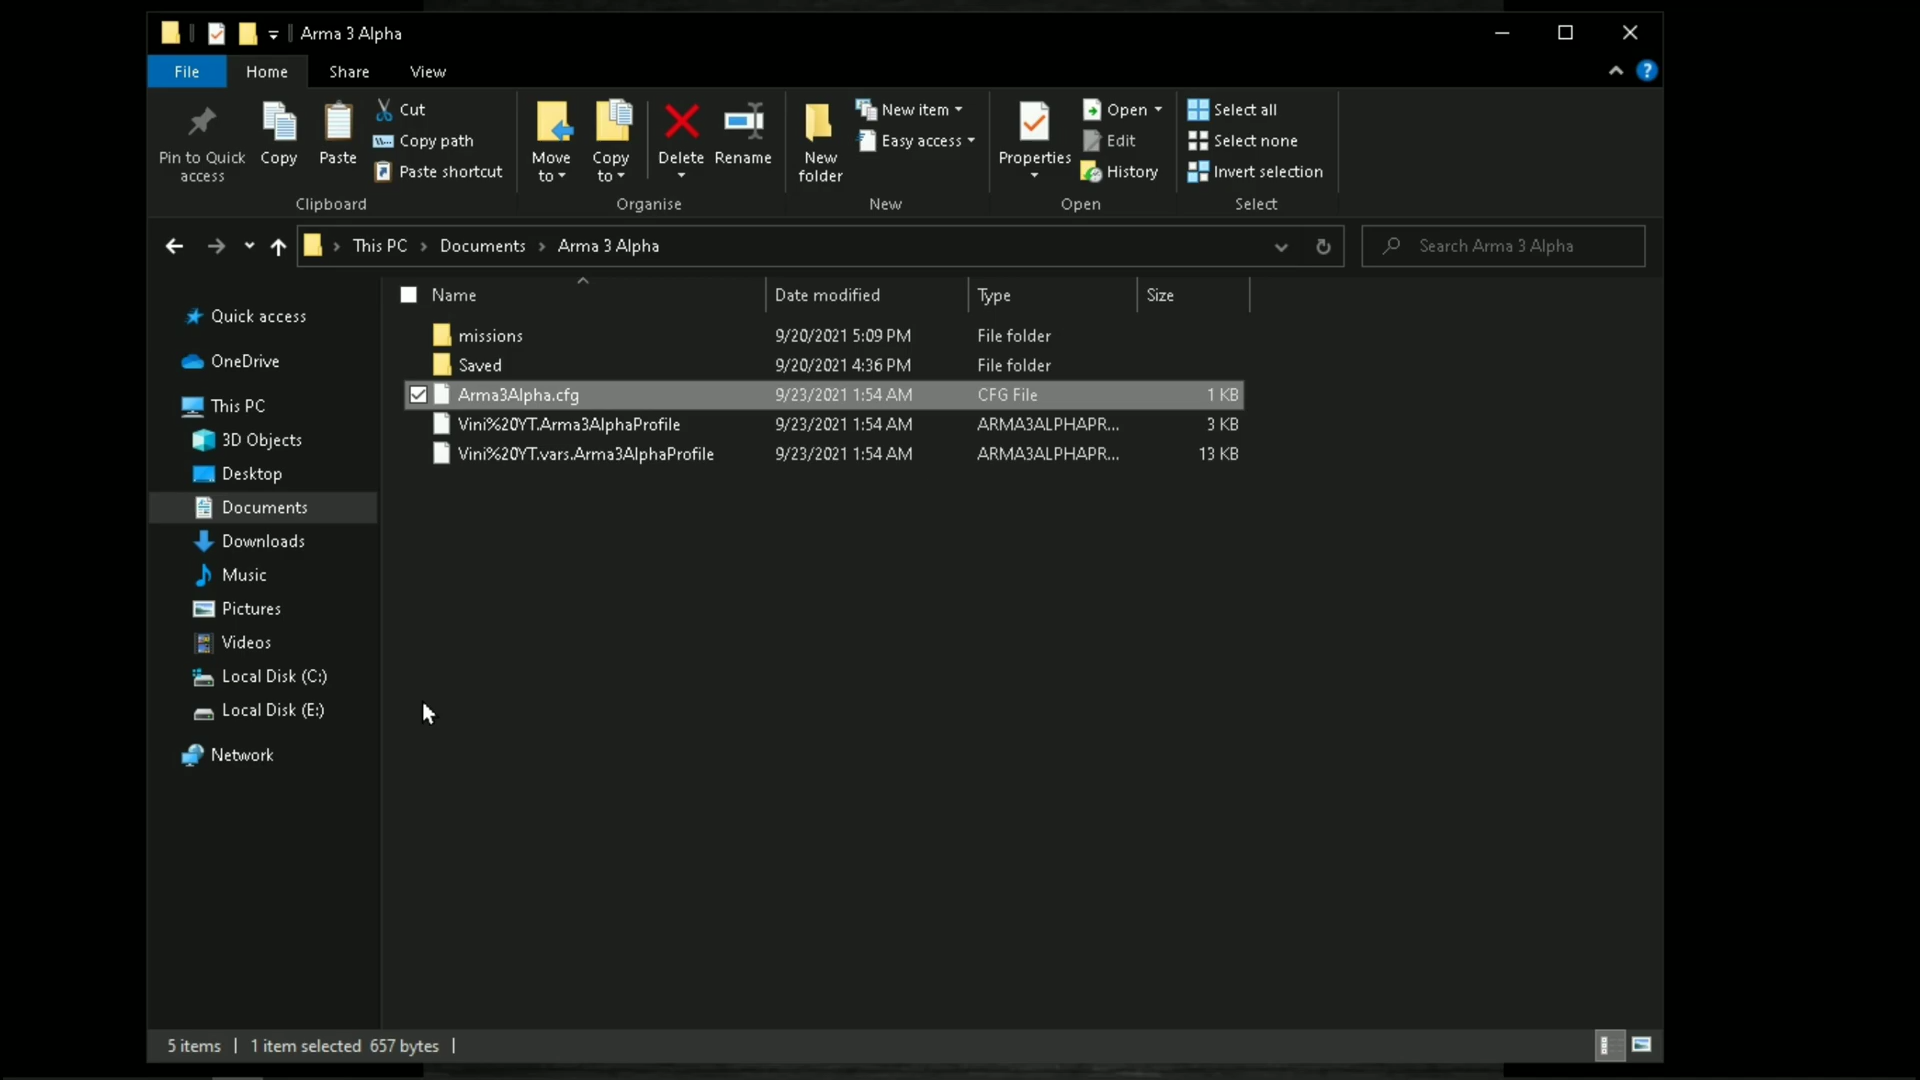 Arma 3 Alpha
File Home Share View
Pin to Quick access
Copy
Paste
Cut
Copy path
Paste shortcut
Clipboard
Move to
Copy to
Delete
Rename
Organise
New folder
New item
Easy access
New
Properties
Open
Edit
History
Open
Select all
Select none
Invert selection
Select
This PC Documents Arma 3 Alpha
Search Arma 3 Alpha
Quick access
OneDrive
This PC
3D Objects
Desktop
Documents
Downloads
Music
Pictures
Videos
Local Disk (C:)
Local Disk (E:)
Network
Name Date modified Type Size
missions 9/20/2021 5:09 PM File folder
Saved 9/20/2021 4:36 PM File folder
Arma3Alpha.cfg 9/23/2021 1:54 AM CFG File 1 KB
Vini%20YT.Arma3AlphaProfile 9/23/2021 1:54 AM ARMA3ALPHAPR... 3 KB
Vini%20YT.vars.Arma3AlphaProfile 9/23/2021 1:54 AM ARMA3ALPHAPR... 13 KB
5 items 1 item selected 657 bytes